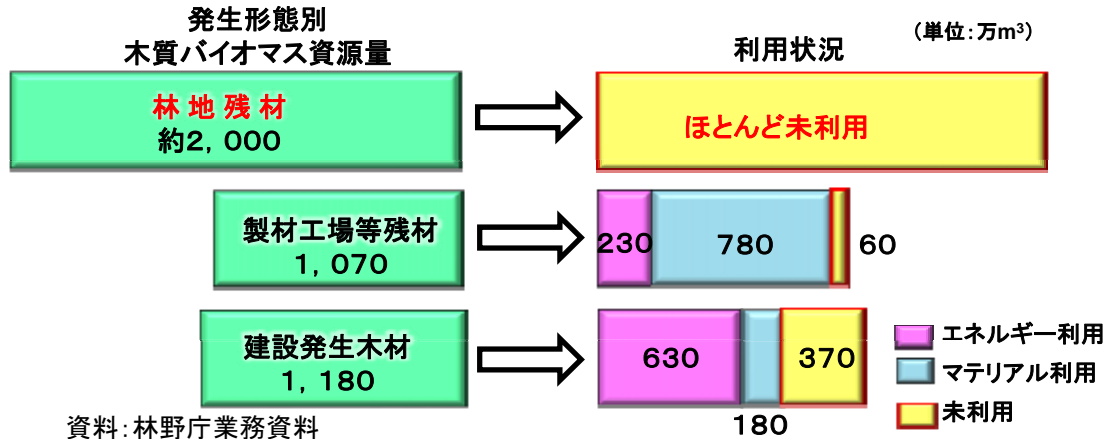 発生形態別
木質バイオマス資源量
利用状況
（単位：万m³）
林地残材
約2，000
ほとんど未利用
製材工場等残材
1，070
230
780
60
建設発生木材
1，180
630
180
370
エネルギー利用
マテリアル利用
未利用
資料：林野庁業務資料